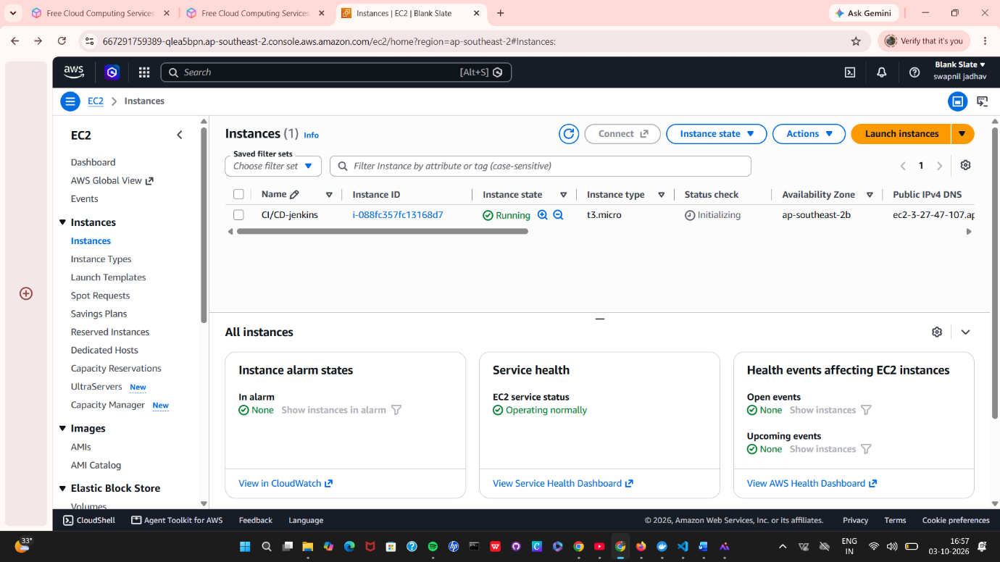 Free Cloud Computing Services
Free Cloud Computing Services
Instances | EC2 | Blank Slate
Ask Gemini
667291759389-qlea5bpn.ap-southeast-2.console.aws.amazon.com/ec2/home?region=ap-southeast-2#Instances:
Verify that it's you
aws
Search
[Alt+S]
Blank Slate
swapnil jadhav
EC2
Instances
EC2
Dashboard
AWS Global View
Events
Instances
Instances
Instance Types
Launch Templates
Spot Requests
Savings Plans
Reserved Instances
Dedicated Hosts
Capacity Reservations
UltraServers New
Capacity Manager New
Images
AMIs
AMI Catalog
Elastic Block Store
Volumes
Instances (1) Info
Connect
Instance state
Actions
Launch instances
Saved filter sets
Choose filter set
Filter Instance by attribute or tag (case-sensitive)
1
Name Instance ID Instance state Instance type Status check Availability Zone Public IPv4 DNS
CI/CD-jenkins i-088fc357fc13168d7 Running t3.micro Initializing ap-southeast-2b ec2-3-27-47-107.ap
All instances
Instance alarm states
In alarm
None Show instances in alarm
View in CloudWatch
Service health
EC2 service status
Operating normally
View Service Health Dashboard
Health events affecting EC2 instances
Open events
None Show instances
Upcoming events
None Show instances
View AWS Health Dashboard
CloudShell
Agent Toolkit for AWS
Feedback
Language
© 2026, Amazon Web Services, Inc. or its affiliates.
Privacy
Terms
Cookie preferences
33°
ENG
IN
16:57
03-10-2026